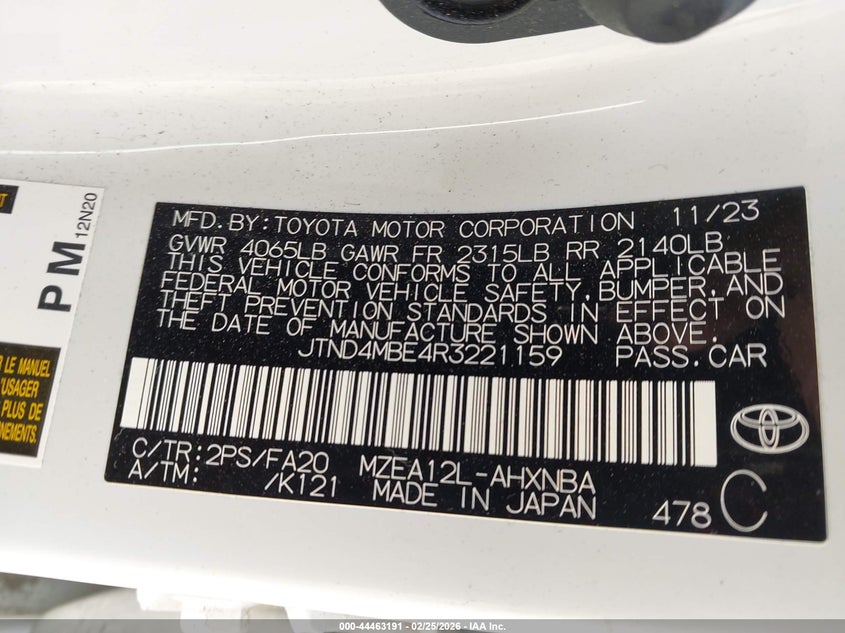 MFD.BY:TOYOTA MOTOR CORPORATION 11/23
GVWR 4065LB GAWR FR 2315LB RR 2140LB
THIS VEHICLE CONFORMS TO ALL APPLICABLE
FEDERAL MOTOR VEHICLE SAFETY,BUMPER,AND
THEFT PREVENTION STANDARDS IN EFFECT ON
THE DATE OF MANUFACTURE SHOWN ABOVE.
JTND4MBE4R3221159 PASS.CAR
C/TR:2PS/FA20 MZEA12L-AHXNBA
A/TM: /K121 MADE IN JAPAN 478 C
PM 12N20
R LE MANUEL
'USAGER
PLUS DE
ONEMENTS.
000-44463191 - 02/25/2026 - IAA Inc.